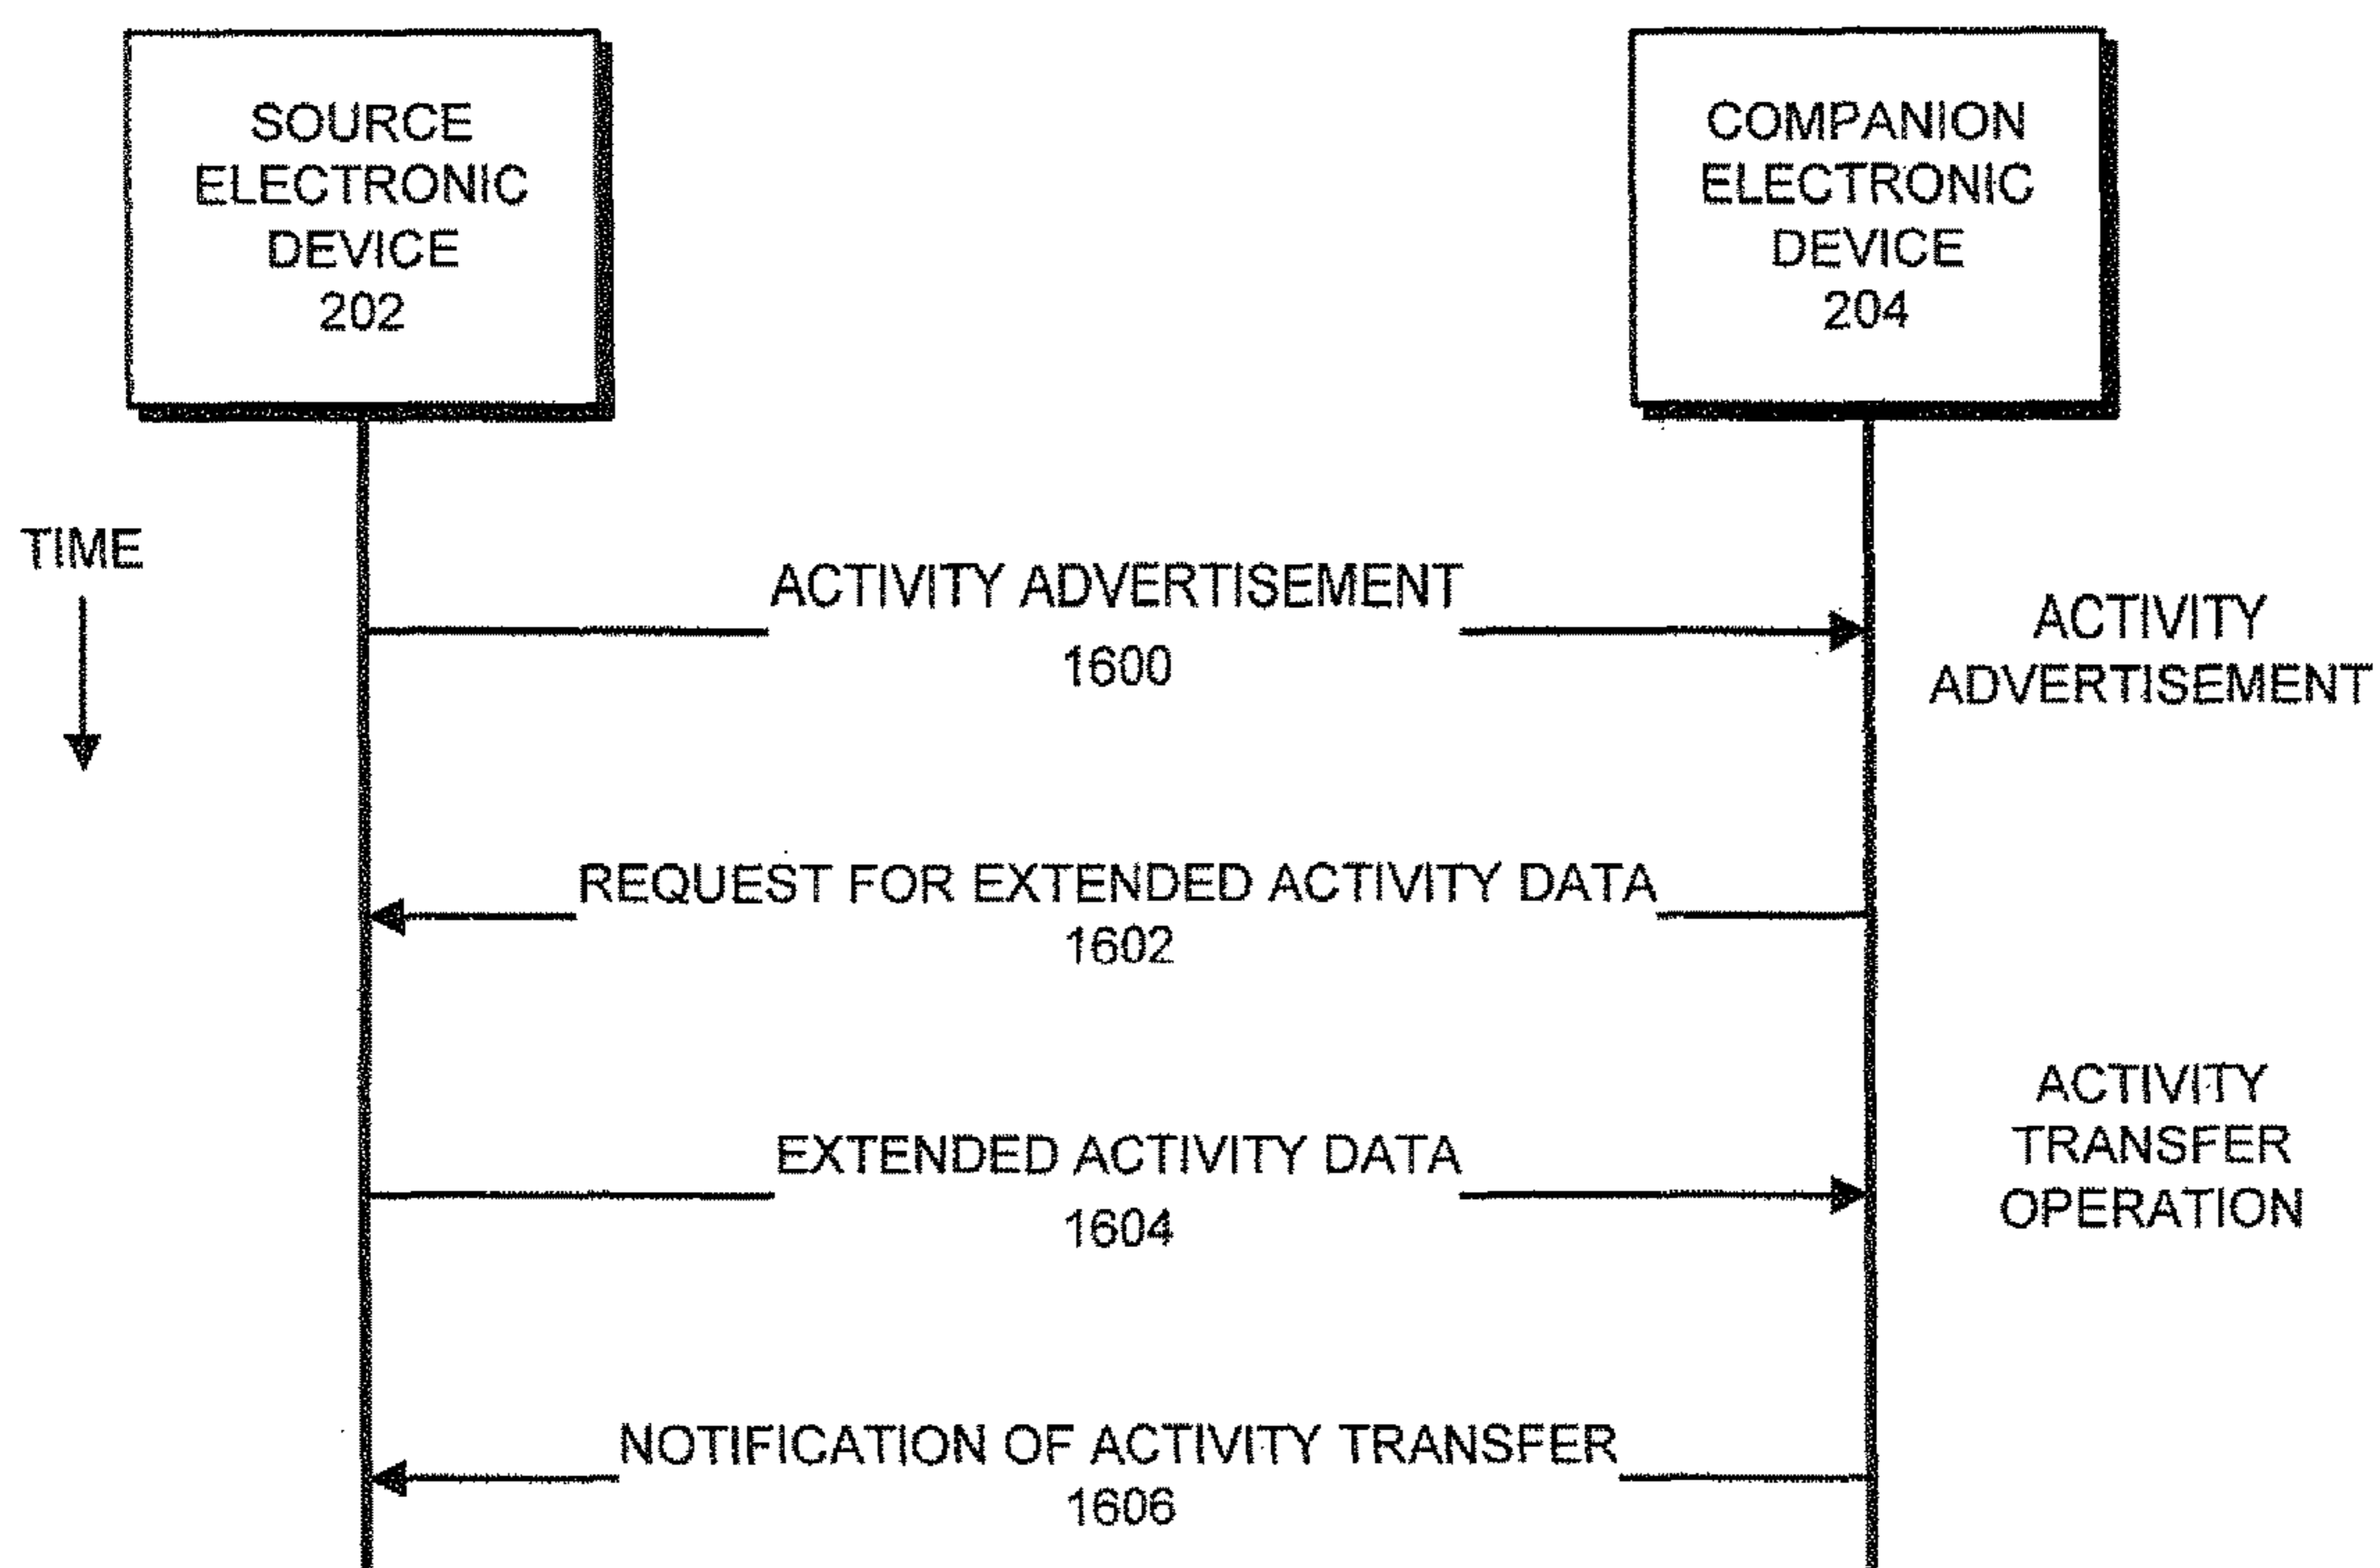 SOURCE
ELECTRONIC
DEVICE
202
COMPANION
ELECTRONIC
DEVICE
204
TIME
ACTIVITY ADVERTISEMENT
1600
ACTIVITY
ADVERTISEMENT
REQUEST FOR EXTENDED ACTIVITY DATA
1602
EXTENDED ACTIVITY DATA
1604
ACTIVITY
TRANSFER
OPERATION
NOTIFICATION OF ACTIVITY TRANSFER
1606